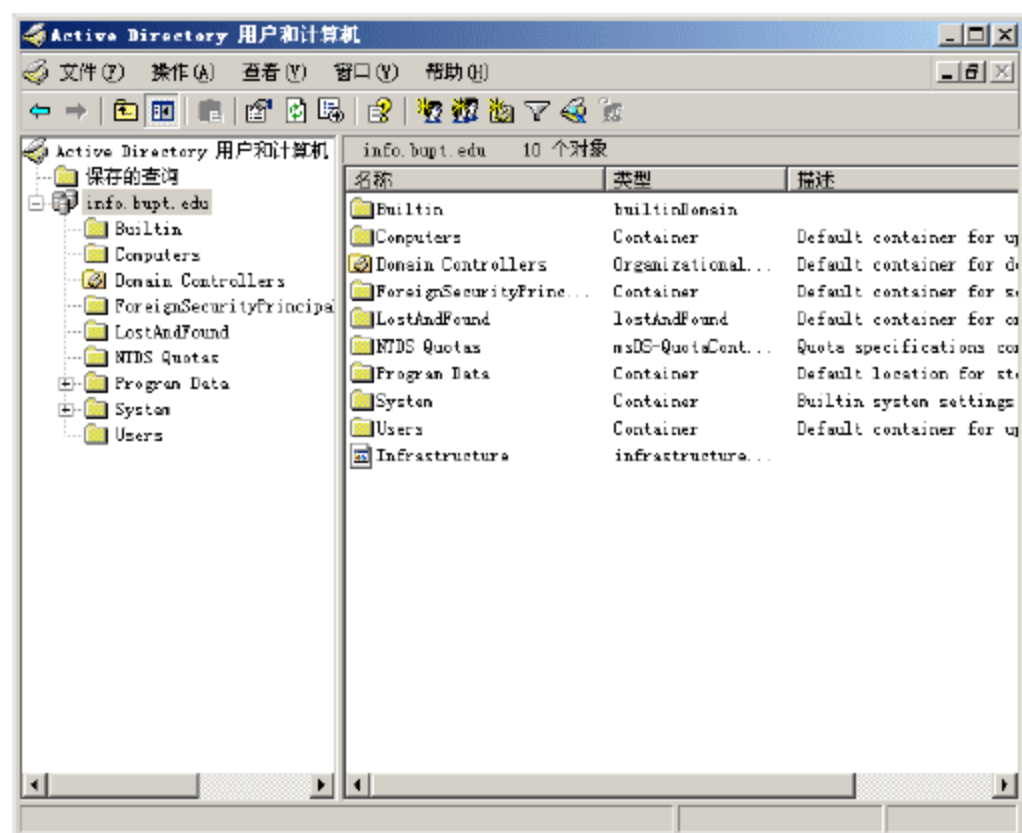 Active Directory 用户和计算机
文件(F) 操作(A) 查看(V) 窗口(W) 帮助(H)
Active Directory 用户和计算机
保存的查询
info.bupt.edu
Builtin
Computers
Domain Controllers
ForeignSecurityPrincipa
LostAndFound
NTDS Quotas
Program Data
System
Users
info.bupt.edu 10 个对象
名称 类型 描述
Builtin builtinDomain
Computers Container Default container for up
Domain Controllers Organizational... Default container for do
ForeignSecurityPrinc... Container Default container for se
LostAndFound lostAndFound Default container for or
NTDS Quotas msDS-QuotaCont... Quota specifications con
Program Data Container Default location for sto
System Container Builtin system settings
Users Container Default container for up
Infrastructure infrastructure...